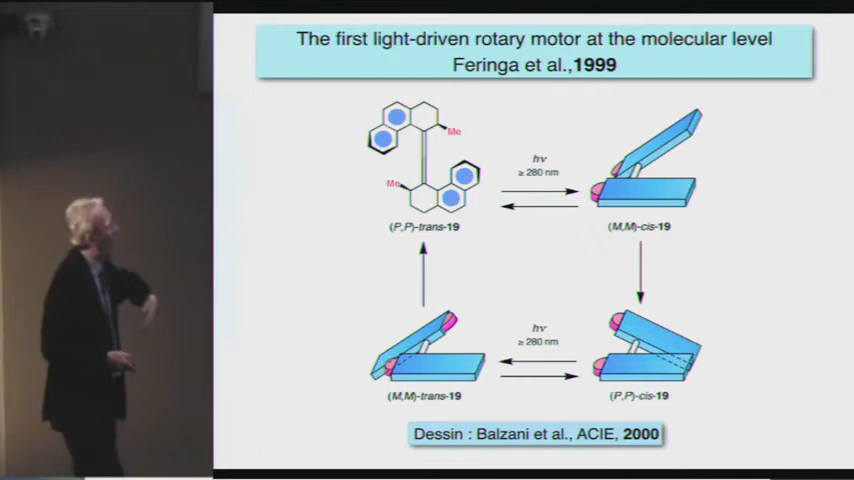 The first light-driven rotary motor at the molecular level
Feringa et al.,1999
Me
hν
≥ 280 nm
Me
(P,P)-trans-19
(M,M)-cis-19
hν
≥ 280 nm
(M,M)-trans-19
(P,P)-cis-19
Dessin : Balzani et al., ACIE, 2000